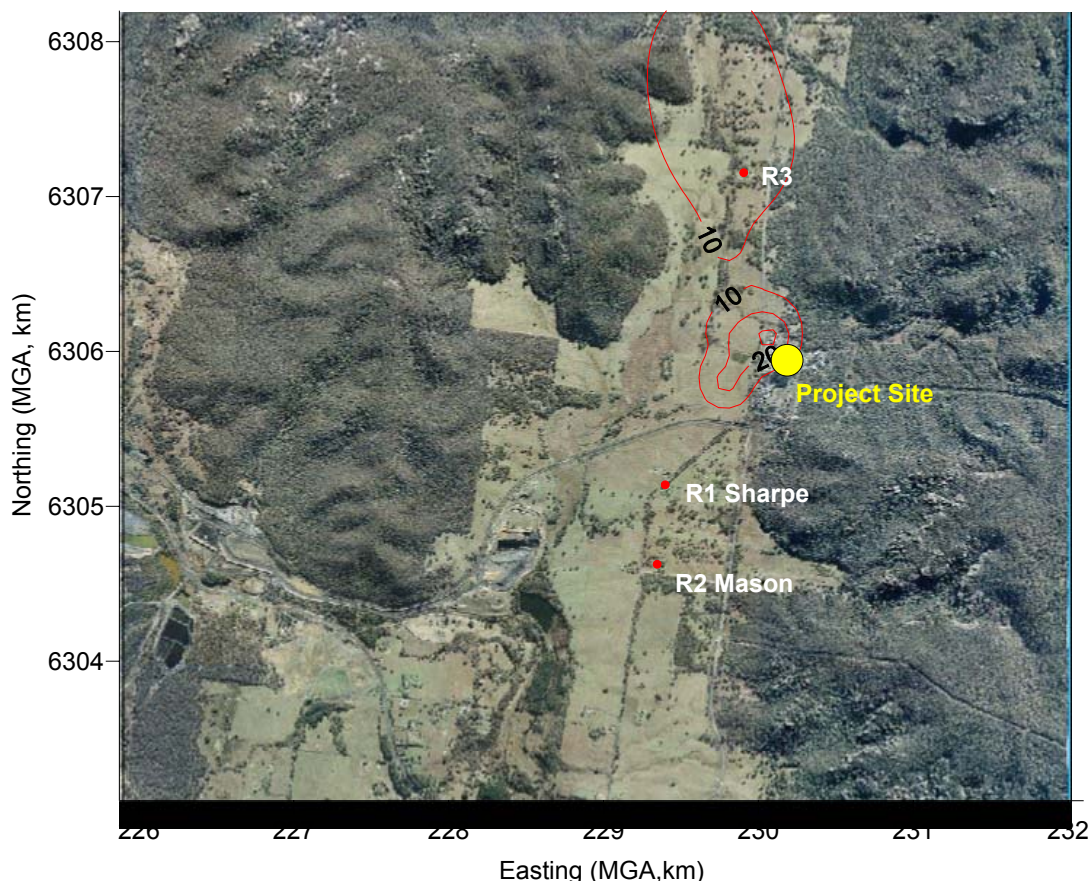 6308
6307
6306
6305
6304
Northing (MGA, km)
R3
10
10
20
Project Site
R1 Sharpe
R2 Mason
226
227
228
229
230
231
232
Easting (MGA,km)